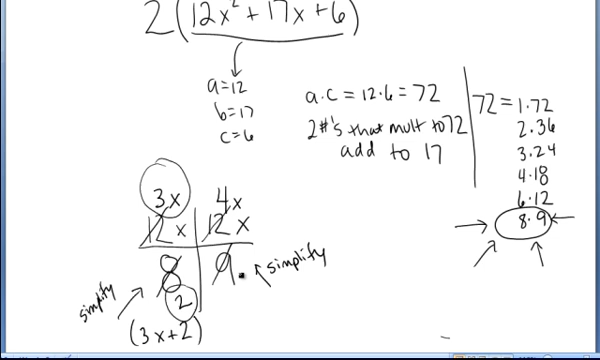 2(12x²+17x+6)
a=12
b=17
c=6
a.c = 12.6 = 72
2#'s that mult to 72
add to 17
72 = 1.72
2.36
3.24
4.18
6.12
8.9
3x 4x
12x 12x
8 9
simplify
simplify
2
(3x+2)